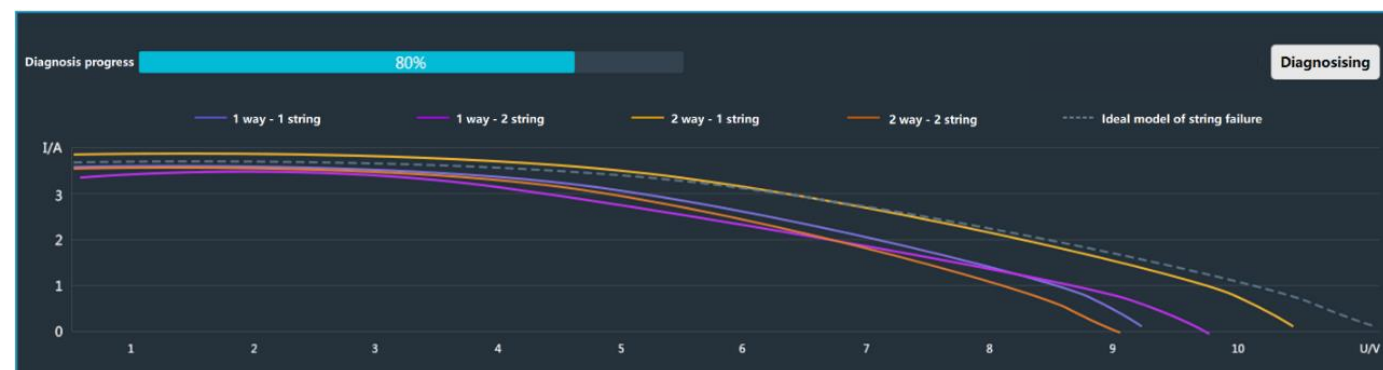 Diagnosis progress 80% Diagnosising
1 way - 1 string 1 way - 2 string 2 way - 1 string 2 way - 2 string Ideal model of string failure
I/A
3
2
1
0
1 2 3 4 5 6 7 8 9 10 U/V